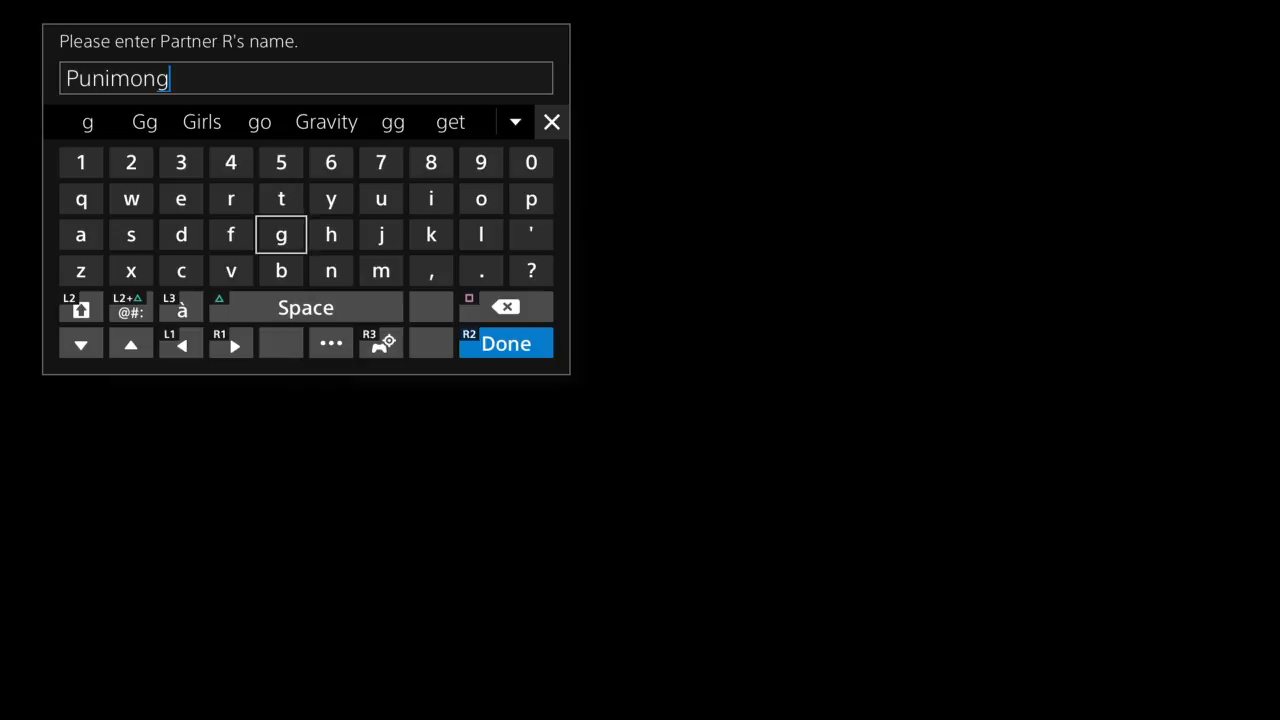 Please enter Partner R's name.
Punimong
g Gg Girls go Gravity gg get
1 2 3 4 5 6 7 8 9 0
q w e r t y u i o p
a s d f g h j k l '
z x c v b n m , . ?
L2 L2+△ @#: L3 à △ Space
L1 R1 ... R3 R2 Done